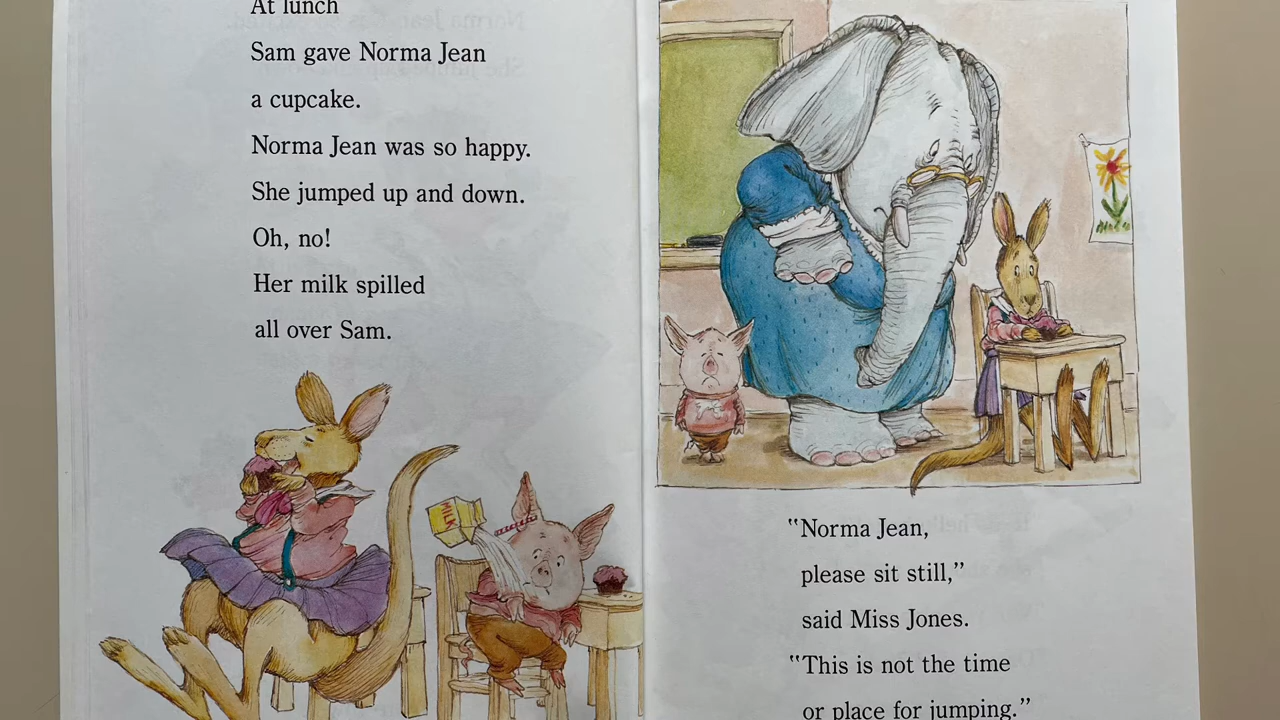 At lunch
Sam gave Norma Jean
a cupcake.
Norma Jean was so happy.
She jumped up and down.
Oh, no!
Her milk spilled
all over Sam.
MILK
"Norma Jean,
please sit still,"
said Miss Jones.
"This is not the time
or place for jumping."